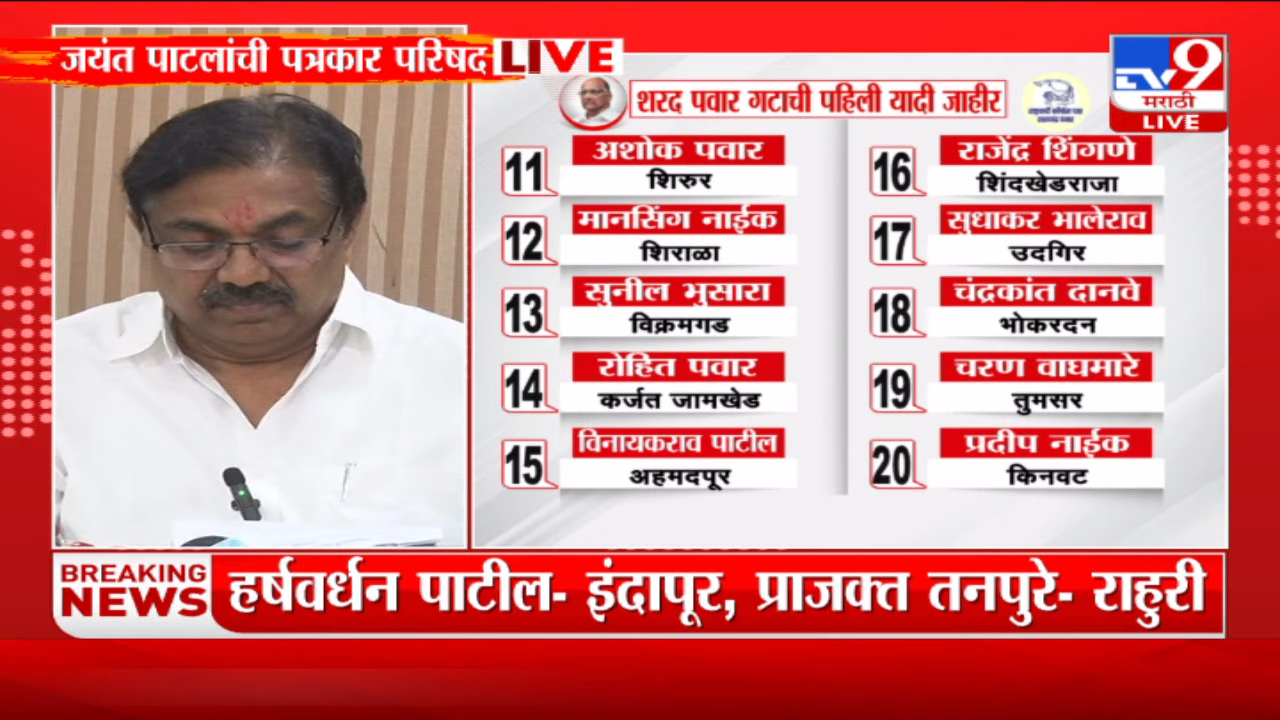 जयंत पाटलांची पत्रकार परिषद LIVE
TV9
मराठी
LIVE
शरद पवार गटाची पहिली यादी जाहीर
11 अशोक पवार
शिरुर
12 मानसिंग नाईक
शिराळा
13 सुनील भुसारा
विक्रमगड
14 रोहित पवार
कर्जत जामखेड
15 विनायकराव पाटील
अहमदपूर
16 राजेंद्र शिंगणे
शिंदखेडराजा
17 सुधाकर भालेराव
उदगिर
18 चंद्रकांत दानवे
भोकरदन
19 चरण वाघमारे
तुमसर
20 प्रदीप नाईक
किनवट
BREAKING NEWS
हर्षवर्धन पाटील- इंदापूर, प्राजक्त तनपुरे- राहुरी